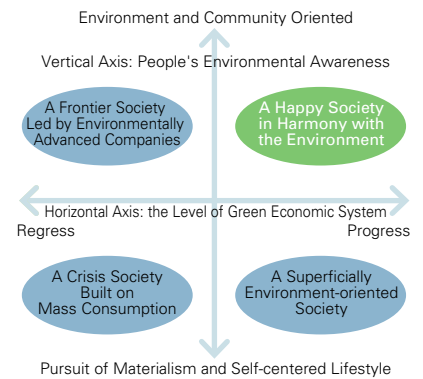 Environment and Community Oriented
Vertical Axis: People's Environmental Awareness
A Frontier Society
Led by Environmentally
Advanced Companies
A Happy Society
in Harmony with
the Environment
Horizontal Axis: the Level of Green Economic System
Regress
Progress
A Crisis Society
Built on
Mass Consumption
A Superficially
Environment-oriented
Society
Pursuit of Materialism and Self-centered Lifestyle